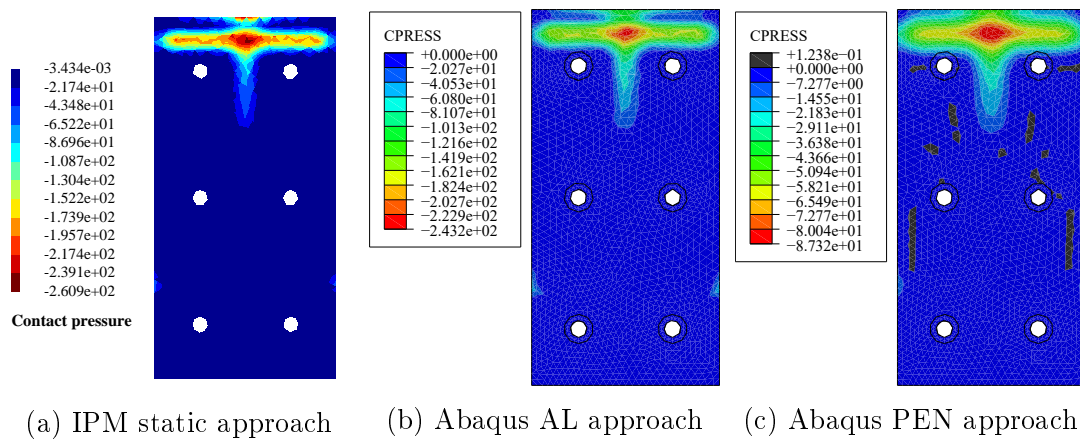 -3.434e-03
-2.174e+01
-4.348e+01
-6.522e+01
-8.696e+01
-1.087e+02
-1.304e+02
-1.522e+02
-1.739e+02
-1.957e+02
-2.174e+02
-2.391e+02
-2.609e+02
Contact pressure
(a) IPM static approach
CPRESS
+0.000e+00
−2.027e+01
−4.053e+01
−6.080e+01
−8.107e+01
−1.013e+02
−1.216e+02
−1.419e+02
−1.621e+02
−1.824e+02
−2.027e+02
−2.229e+02
−2.432e+02
(b) Abaqus AL approach
CPRESS
+1.238e−01
+0.000e+00
−7.277e+00
−1.455e+01
−2.183e+01
−2.911e+01
−3.638e+01
−4.366e+01
−5.094e+01
−5.821e+01
−6.549e+01
−7.277e+01
−8.004e+01
−8.732e+01
(c) Abaqus PEN approach